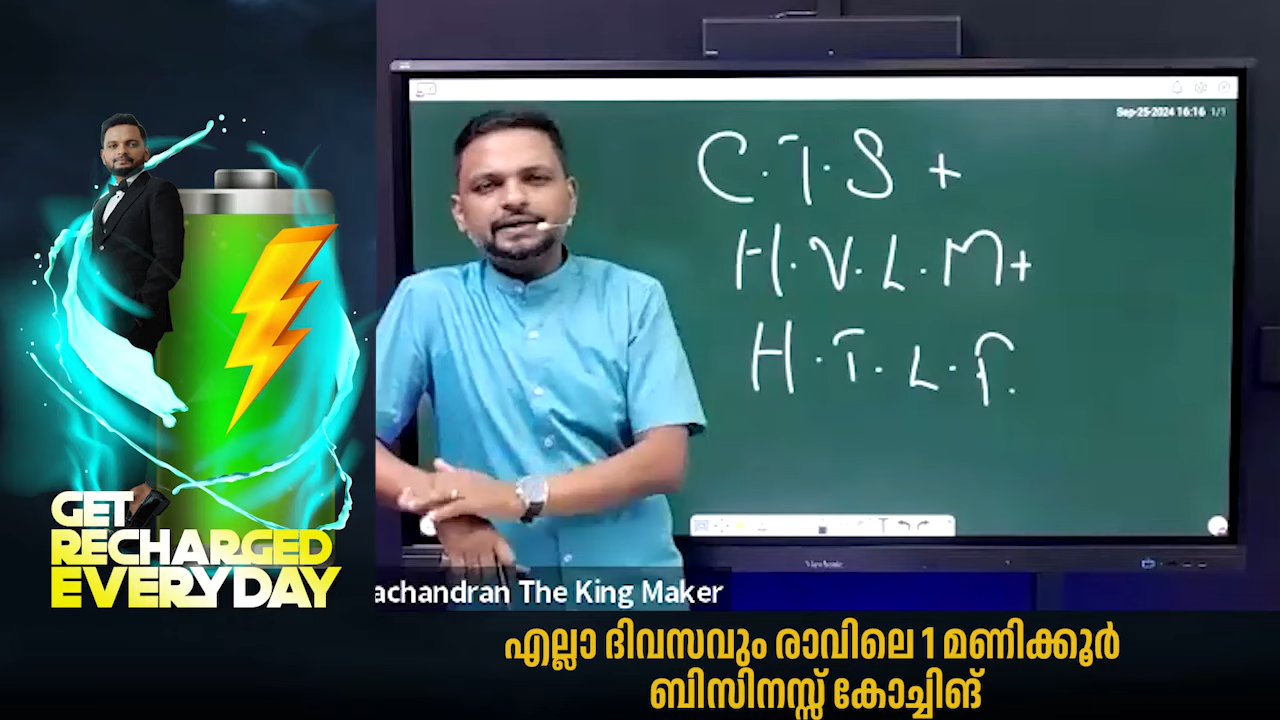 GET
RECHARGED
EVERYDAY
Sep-25-2024 16:16 1/1
C.T.S +
H.V.L.M+
H.T.L.F.
ViewSonic
achandran The King Maker
എല്ലാ ദിവസവും രാവിലെ 1 മണിക്കൂർ
ബിസിനസ്സ് കോച്ചിങ്